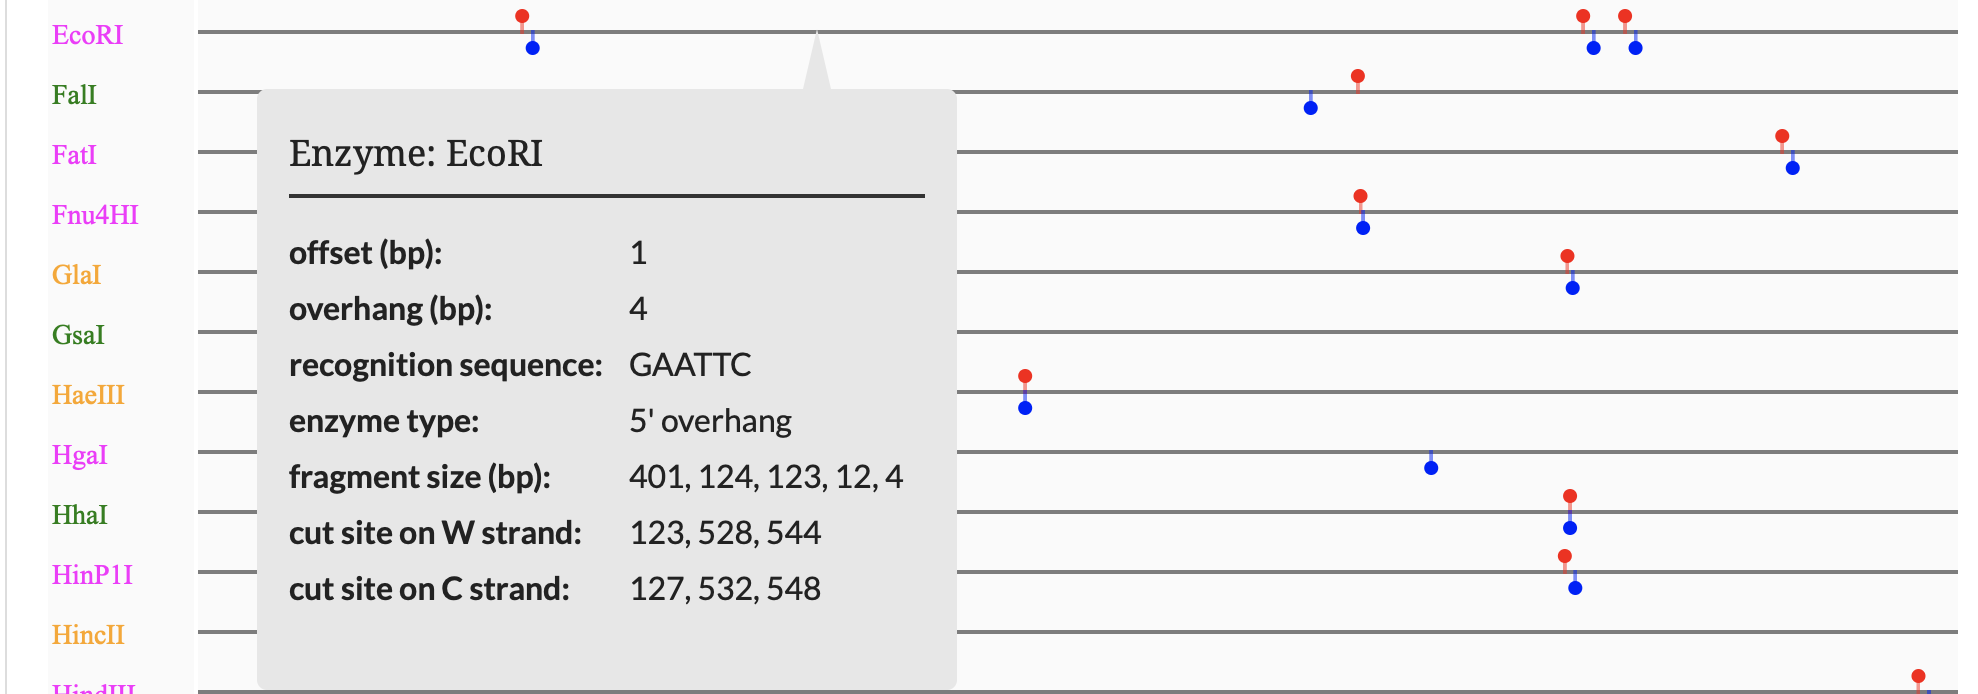 EcoRI
FalI
FatI
Fnu4HI
GlaI
GsaI
HaeIII
HgaI
HhaI
HinP1I
HincII
HindIII
Enzyme: EcoRI
offset (bp): 1
overhang (bp): 4
recognition sequence: GAATTC
enzyme type: 5' overhang
fragment size (bp): 401, 124, 123, 12, 4
cut site on W strand: 123, 528, 544
cut site on C strand: 127, 532, 548